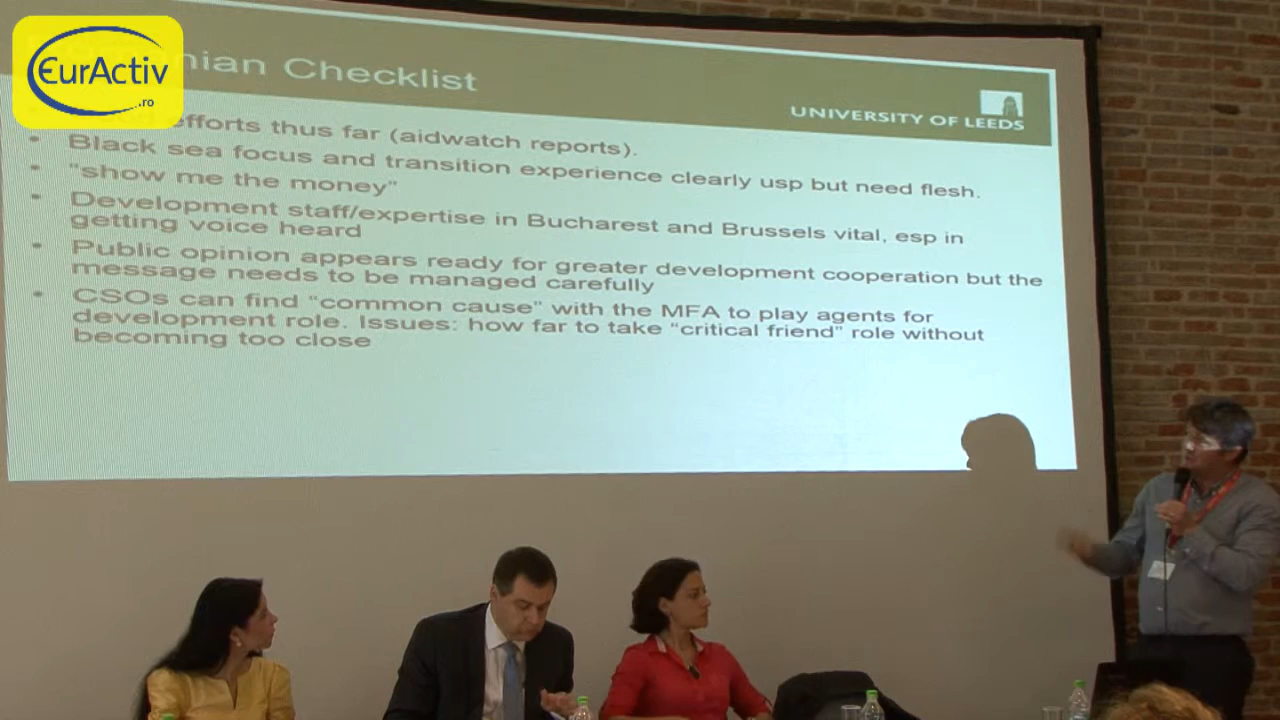 EurActiv
.ro
nian Checklist
UNIVERSITY OF LEEDS
efforts thus far (aidwatch reports).
• Black sea focus and transition experience clearly usp but need flesh.
• "show me the money"
• Development staff/expertise in Bucharest and Brussels vital, esp in
getting voice heard
• Public opinion appears ready for greater development cooperation but the
message needs to be managed carefully
• CSOs can find "common cause" with the MFA to play agents for
development role. Issues: how far to take "critical friend" role without
becoming too close